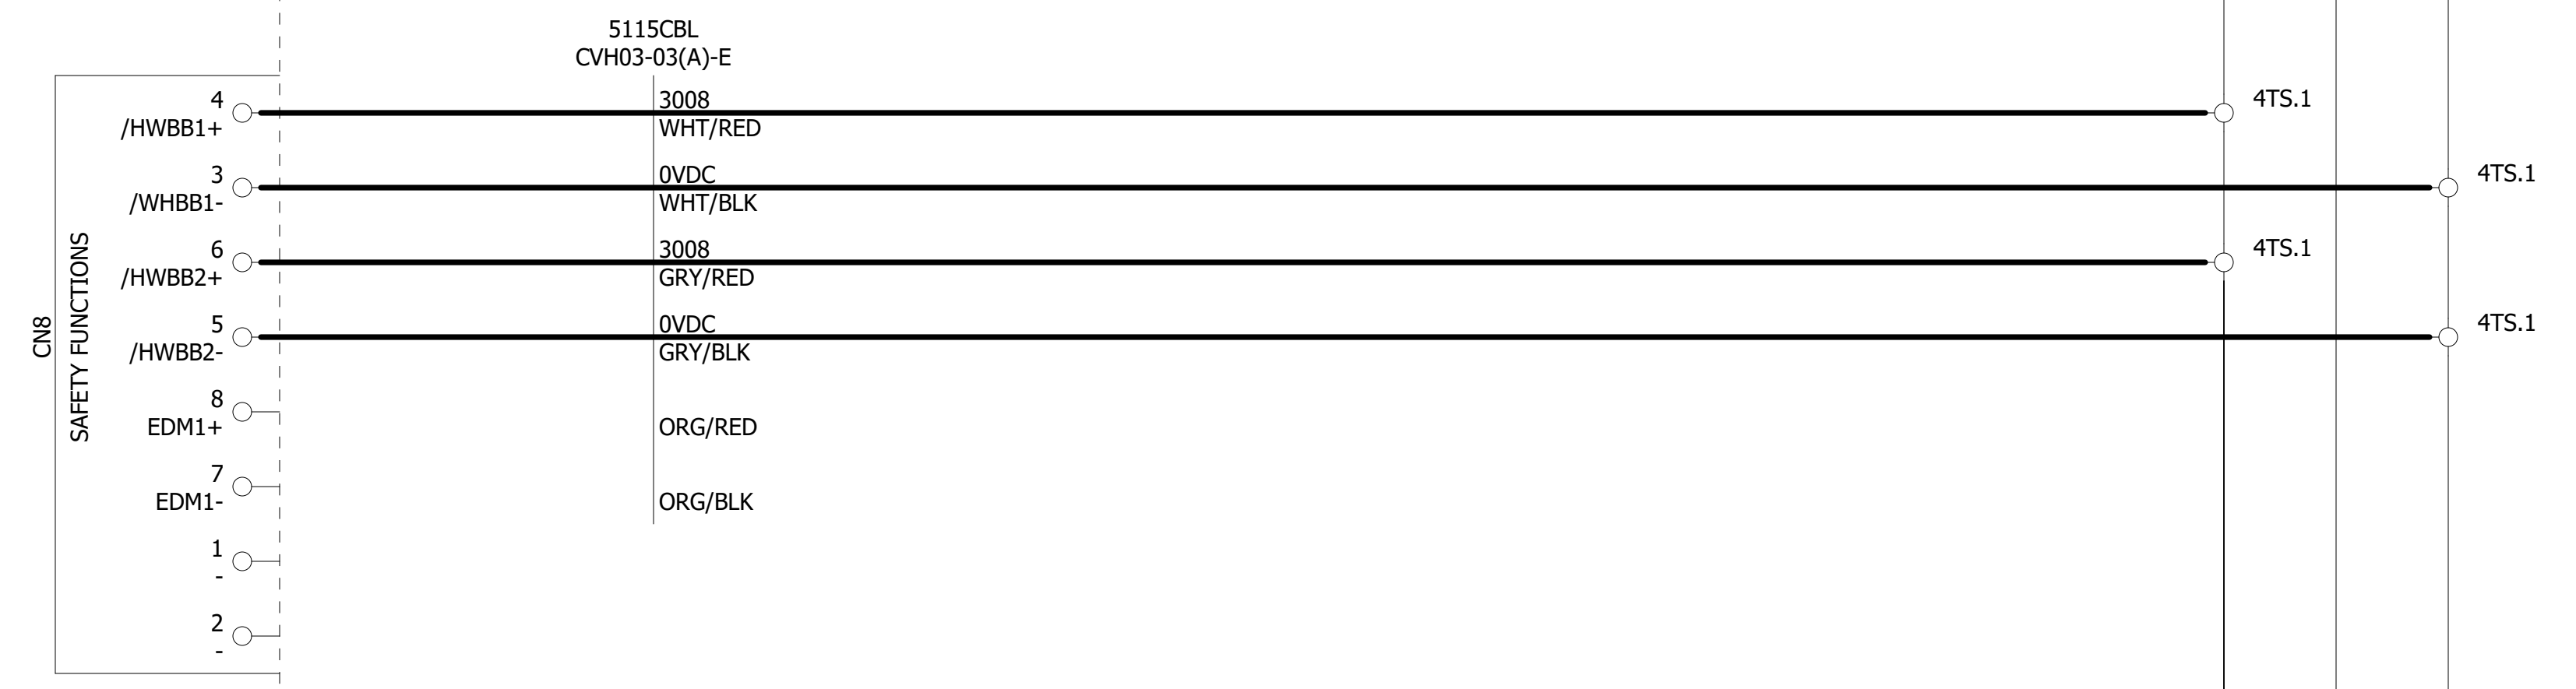 5115CBL
CVH03-03(A)-E
CN8
SAFETY FUNCTIONS
4
/HWBB1+
3008
WHT/RED
4TS.1
3
/WHBB1-
0VDC
WHT/BLK
4TS.1
6
/HWBB2+
3008
GRY/RED
4TS.1
5
/HWBB2-
0VDC
GRY/BLK
4TS.1
8
EDM1+
ORG/RED
7
EDM1-
ORG/BLK
1
-
2
-